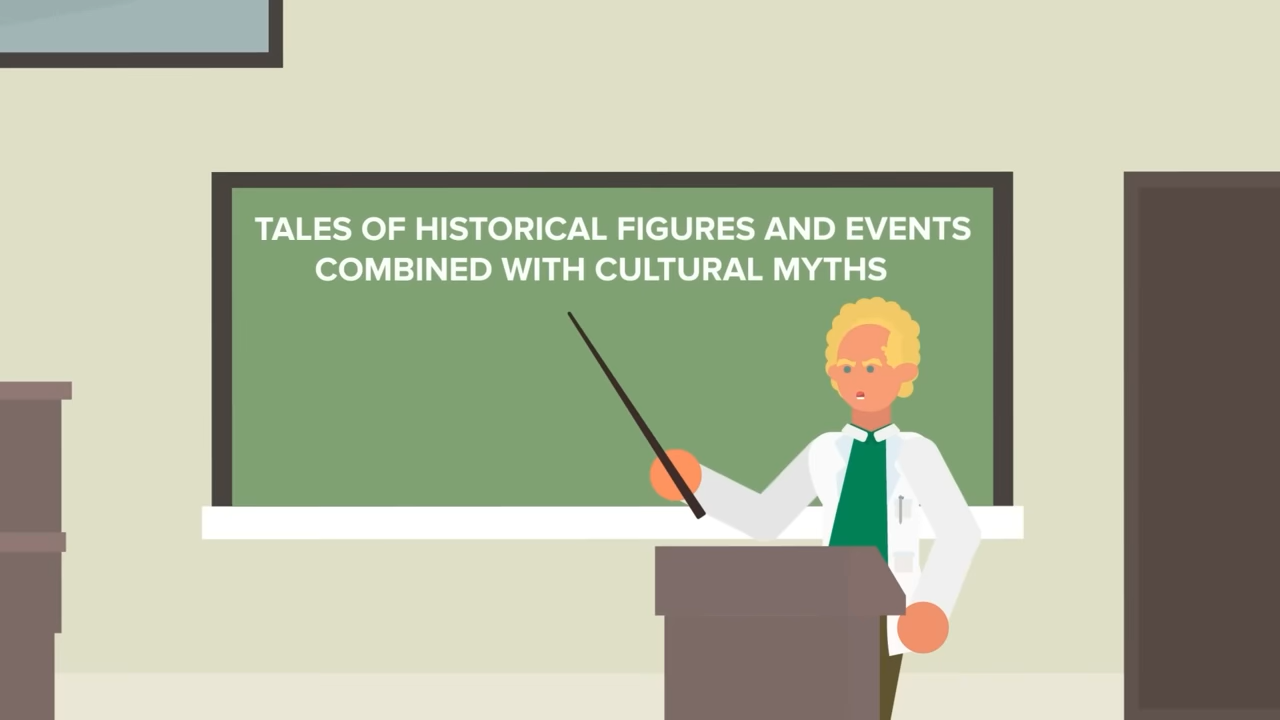 TALES OF HISTORICAL FIGURES AND EVENTS
COMBINED WITH CULTURAL MYTHS